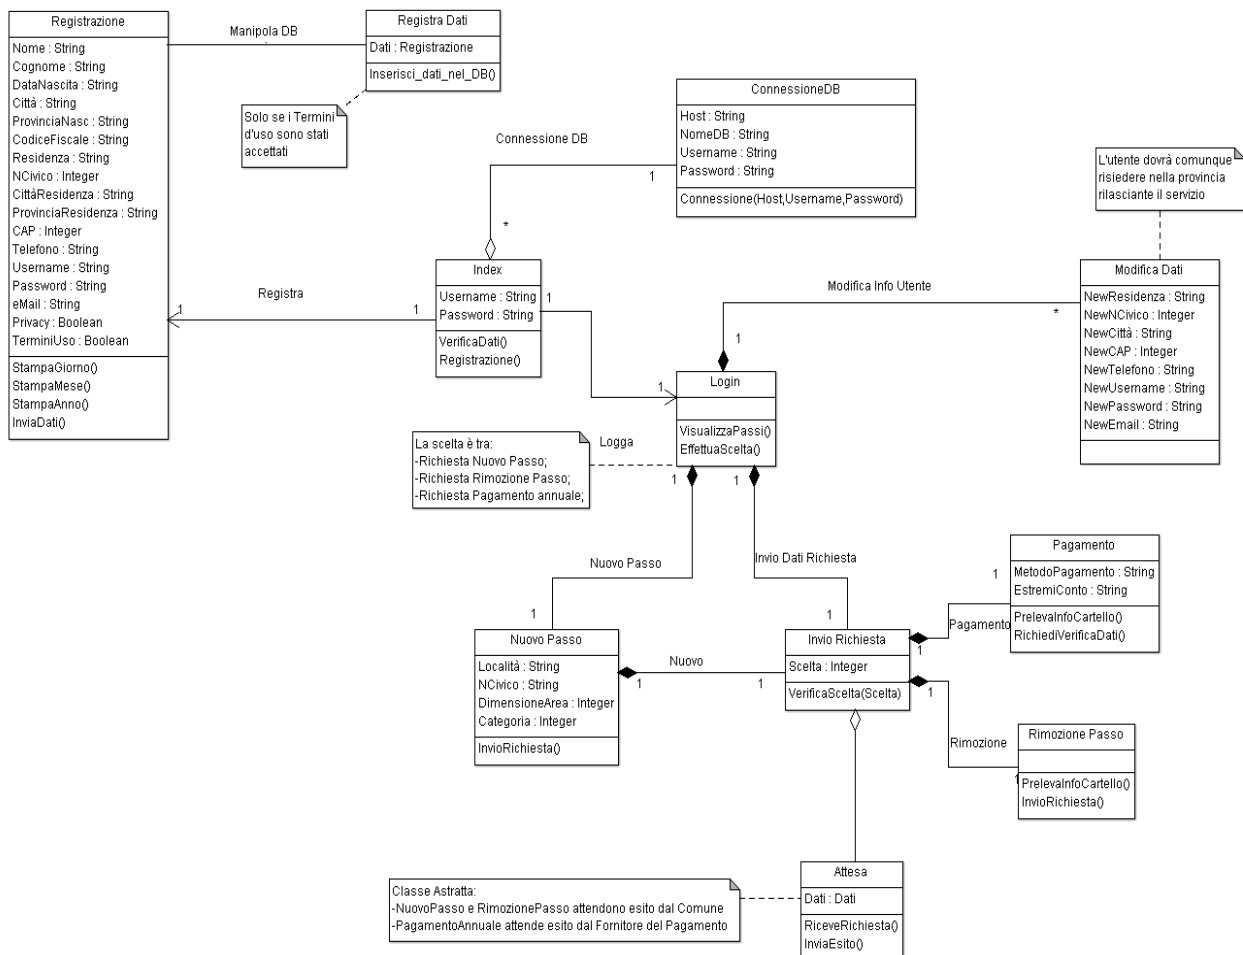 Registrazione
Nome : String
Cognome : String
DataNascita : String
Città : String
ProvinciaNasc : String
CodiceFiscale : String
Residenza : String
NCivico : Integer
CittàResidenza : String
ProvinciaResidenza : String
CAP : Integer
Telefono : String
Username : String
Password : String
eMail : String
Privacy : Boolean
TerminiUso : Boolean
StampaGiorno()
StampaMese()
StampaAnno()
InviaDati()
Manipola DB
Registra Dati
Dati : Registrazione
Inserisci_dati_nel_DB()
Solo se i Termini
d'uso sono stati
accettati
Connessione DB
1
*
ConnessioneDB
Host : String
NomeDB : String
Username : String
Password : String
Connessione(Host,Username,Password)
L'utente dovrà comunque
risiedere nella provincia
rilasciante il servizio
Registra
1
1
Index
Username : String
Password : String
VerificaDati()
Registrazione()
1
1
Modifica Info Utente
1
*
Modifica Dati
NewResidenza : String
NewNCivico : Integer
NewCittà : String
NewCAP : Integer
NewTelefono : String
NewUsername : String
NewPassword : String
NewEmail : String
Login
VisualizzaPassi()
EffettuaScelta()
Logga
La scelta è tra:
-Richiesta Nuovo Passo;
-Richiesta Rimozione Passo;
-Richiesta Pagamento annuale;
1
1
Nuovo Passo
Invio Dati Richiesta
1
1
Nuovo Passo
Località : String
NCivico : String
DimensioneArea : Integer
Categoria : Integer
InvioRichiesta()
Nuovo
1
1
Invio Richiesta
Scelta : Integer
VerificaScelta(Scelta)
1
Pagamento
1
Pagamento
MetodoPagamento : String
EstremiConto : String
PrelevaInfoCartello()
RichiediVerificaDati()
1
Rimozione
1
Rimozione Passo
PrelevaInfoCartello()
InvioRichiesta()
Attesa
Dati : Dati
RiceveRichiesta()
InviaEsito()
Classe Astratta:
-NuovoPasso e RimozionePasso attendono esito dal Comune
-PagamentoAnnuale attende esito dal Fornitore del Pagamento